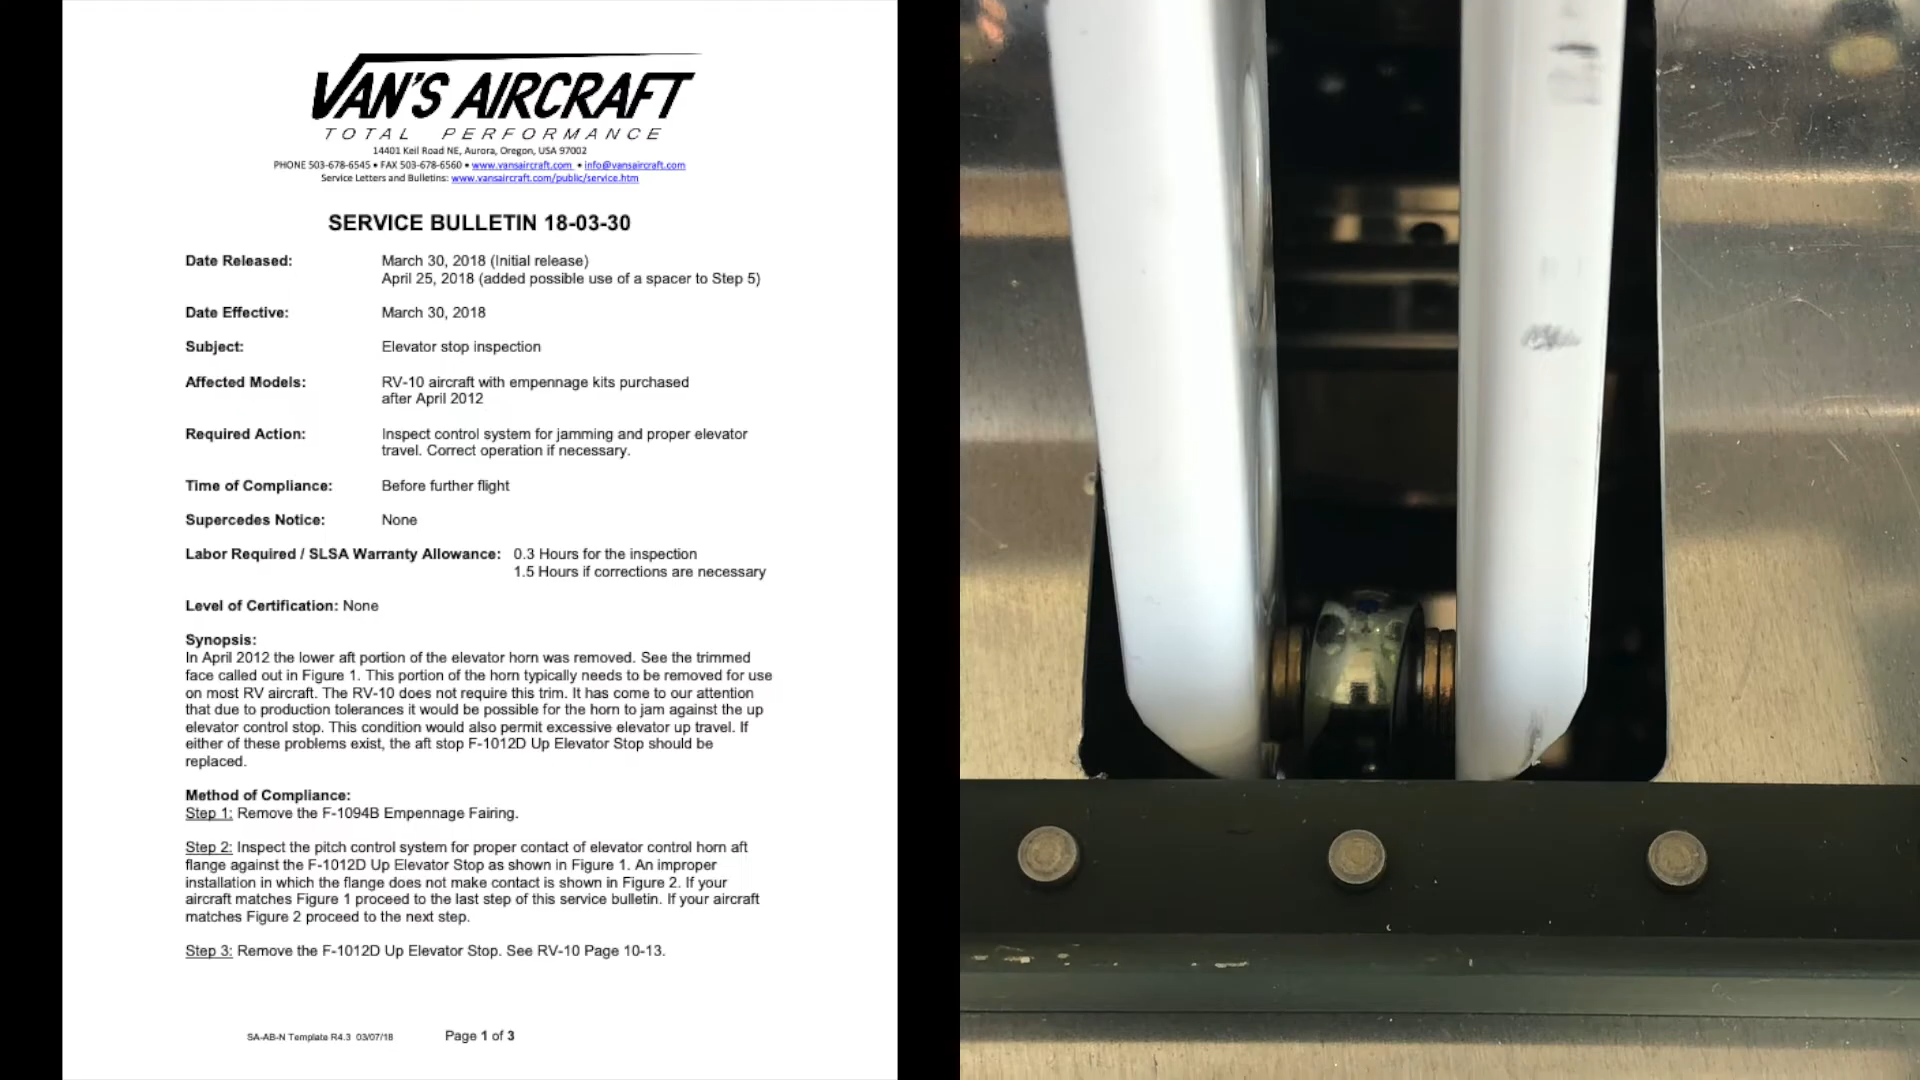 VAN'S AIRCRAFT
TOTAL PERFORMANCE
14401 Keil Road NE, Aurora, Oregon, USA 97002
PHONE 503-678-6545 • FAX 503-678-6560 • www.vansaircraft.com • info@vansaircraft.com
Service Letters and Bulletins: www.vansaircraft.com/public/service.htm
SERVICE BULLETIN 18-03-30
Date Released: March 30, 2018 (Initial release)
April 25, 2018 (added possible use of a spacer to Step 5)
Date Effective: March 30, 2018
Subject: Elevator stop inspection
Affected Models: RV-10 aircraft with empennage kits purchased
after April 2012
Required Action: Inspect control system for jamming and proper elevator
travel. Correct operation if necessary.
Time of Compliance: Before further flight
Supercedes Notice: None
Labor Required / SLSA Warranty Allowance: 0.3 Hours for the inspection
1.5 Hours if corrections are necessary
Level of Certification: None
Synopsis:
In April 2012 the lower aft portion of the elevator horn was removed. See the trimmed
face called out in Figure 1. This portion of the horn typically needs to be removed for use
on most RV aircraft. The RV-10 does not require this trim. It has come to our attention
that due to production tolerances it would be possible for the horn to jam against the up
elevator control stop. This condition would also permit excessive elevator up travel. If
either of these problems exist, the aft stop F-1012D Up Elevator Stop should be
replaced.
Method of Compliance:
Step 1: Remove the F-1094B Empennage Fairing.
Step 2: Inspect the pitch control system for proper contact of elevator control horn aft
flange against the F-1012D Up Elevator Stop as shown in Figure 1. An improper
installation in which the flange does not make contact is shown in Figure 2. If your
aircraft matches Figure 1 proceed to the last step of this service bulletin. If your aircraft
matches Figure 2 proceed to the next step.
Step 3: Remove the F-1012D Up Elevator Stop. See RV-10 Page 10-13.
SA-AB-N Template R4.3 03/07/18 Page 1 of 3